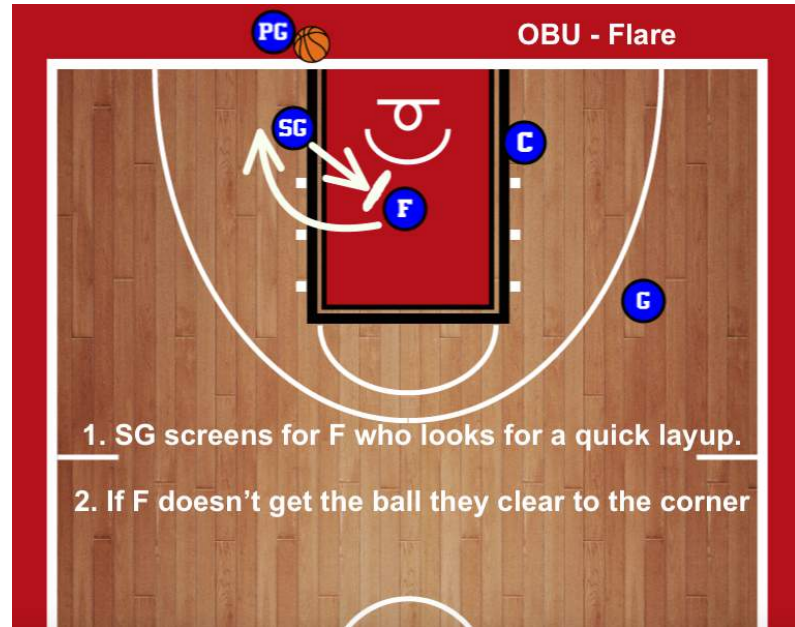 PG
OBU - Flare
SG
C
F
G
1. SG screens for F who looks for a quick layup.
2. If F doesn’t get the ball they clear to the corner